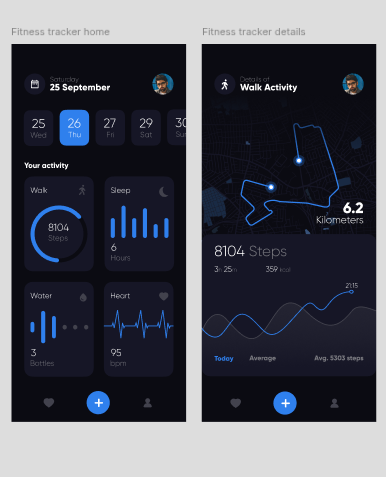 Fitness tracker home
Saturday
25 September
25
Wed
26
Thu
27
Fri
29
Sat
30
Sun
Your activity
Walk
8104
Steps
Sleep
6
Hours
Water
3
Bottles
Heart
95
bpm
Fitness tracker details
Details of
Walk Activity
6.2
Kilometers
8104 Steps
3h 25m
359 kcal
21:15
Today
Average
Avg. 5303 steps